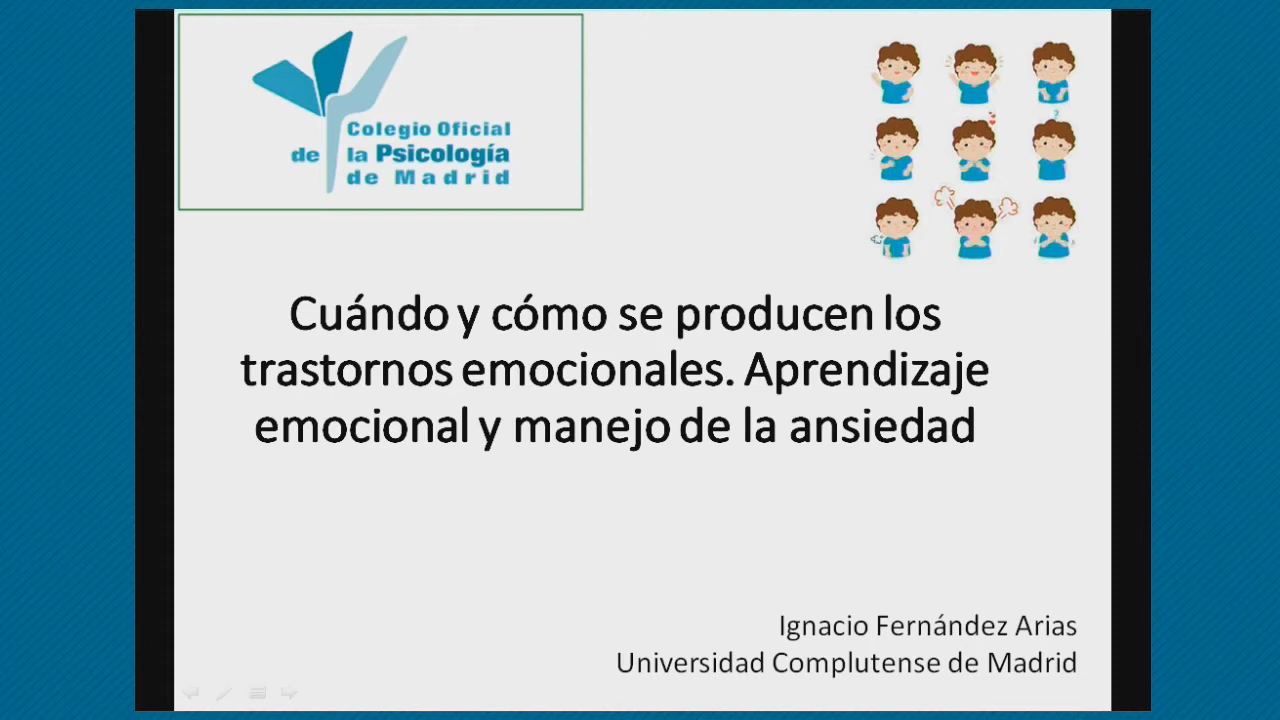 Colegio Oficial
de la Psicología
de Madrid
Cuándo y cómo se producen los
trastornos emocionales. Aprendizaje
emocional y manejo de la ansiedad
Ignacio Fernández Arias
Universidad Complutense de Madrid